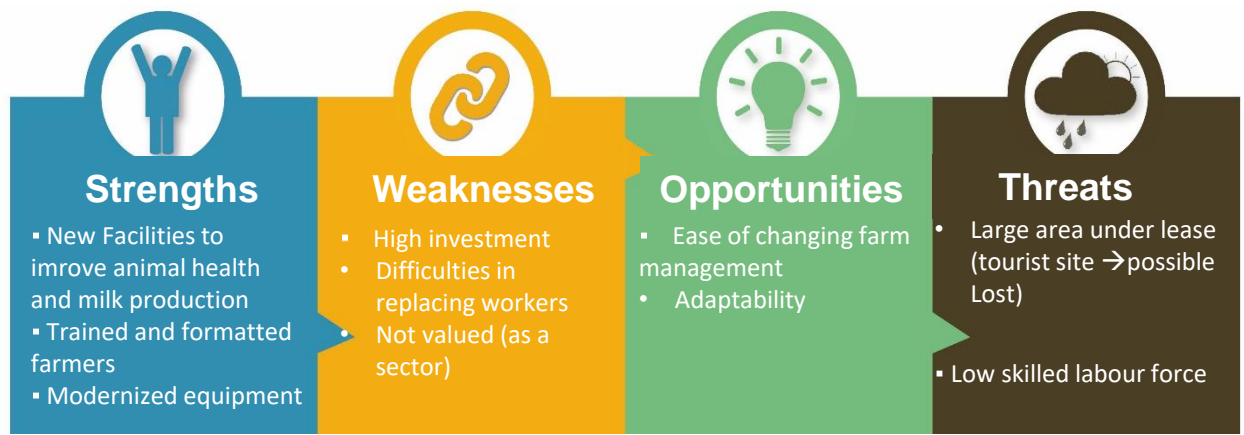 Strengths
▪ New Facilities to
imrove animal health
and milk production
▪ Trained and formatted
farmers
▪ Modernized equipment
Weaknesses
▪ High investment
• Difficulties in
replacing workers
• Not valued (as a
sector)
Opportunities
▪ Ease of changing farm
management
• Adaptability
Threats
• Large area under lease
(tourist site →possible
Lost)
▪ Low skilled labour force